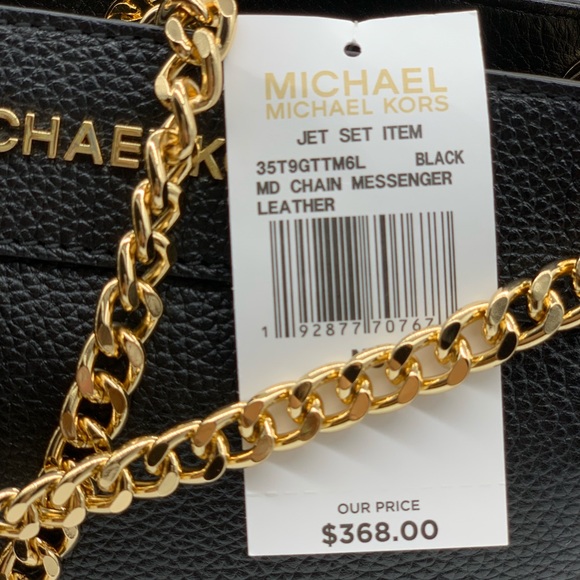 MICHAEL
MICHAEL KORS
JET SET ITEM
35T9GTTM6L BLACK
MD CHAIN MESSENGER
LEATHER
1 92877 70767
OUR PRICE
$368.00
CHAEL K